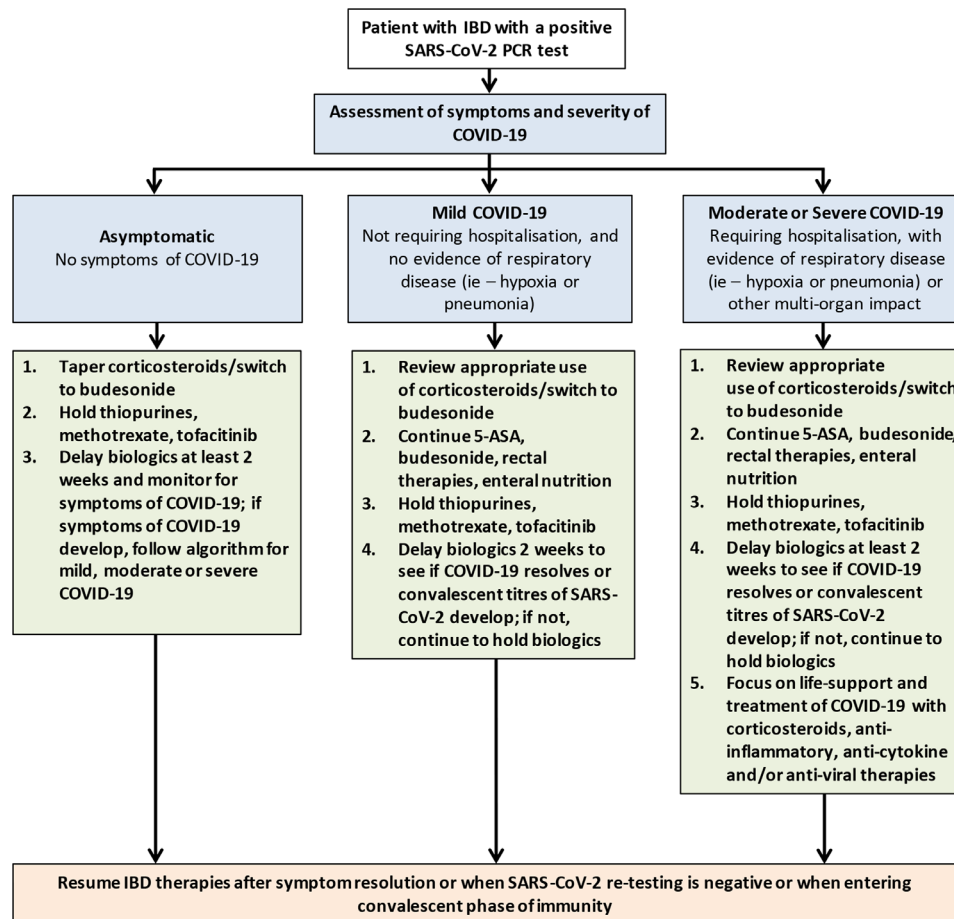 Patient with IBD with a positive
SARS-CoV-2 PCR test
Assessment of symptoms and severity of
COVID-19
Asymptomatic
No symptoms of COVID-19
Mild COVID-19
Not requiring hospitalisation, and
no evidence of respiratory
disease (ie – hypoxia or
pneumonia)
Moderate or Severe COVID-19
Requiring hospitalisation, with
evidence of respiratory disease
(ie – hypoxia or pneumonia) or
other multi-organ impact
1. Taper corticosteroids/switch
to budesonide
2. Hold thiopurines,
methotrexate, tofacitinib
3. Delay biologics at least 2
weeks and monitor for
symptoms of COVID-19; if
symptoms of COVID-19
develop, follow algorithm for
mild, moderate or severe
COVID-19
1. Review appropriate use
of corticosteroids/switch to
budesonide
2. Continue 5-ASA,
budesonide, rectal
therapies, enteral nutrition
3. Hold thiopurines,
methotrexate, tofacitinib
4. Delay biologics 2 weeks to
see if COVID-19 resolves or
convalescent titres of SARS-
CoV-2 develop; if not,
continue to hold biologics
1. Review appropriate
use of corticosteroids/switch
to budesonide
2. Continue 5-ASA, budesonide,
rectal therapies, enteral
nutrition
3. Hold thiopurines,
methotrexate, tofacitinib
4. Delay biologics at least 2
weeks to see if COVID-19
resolves or convalescent
titres of SARS-CoV-2
develop; if not, continue to
hold biologics
5. Focus on life-support and
treatment of COVID-19 with
corticosteroids, anti-
inflammatory, anti-cytokine
and/or anti-viral therapies
Resume IBD therapies after symptom resolution or when SARS-CoV-2 re-testing is negative or when entering
convalescent phase of immunity